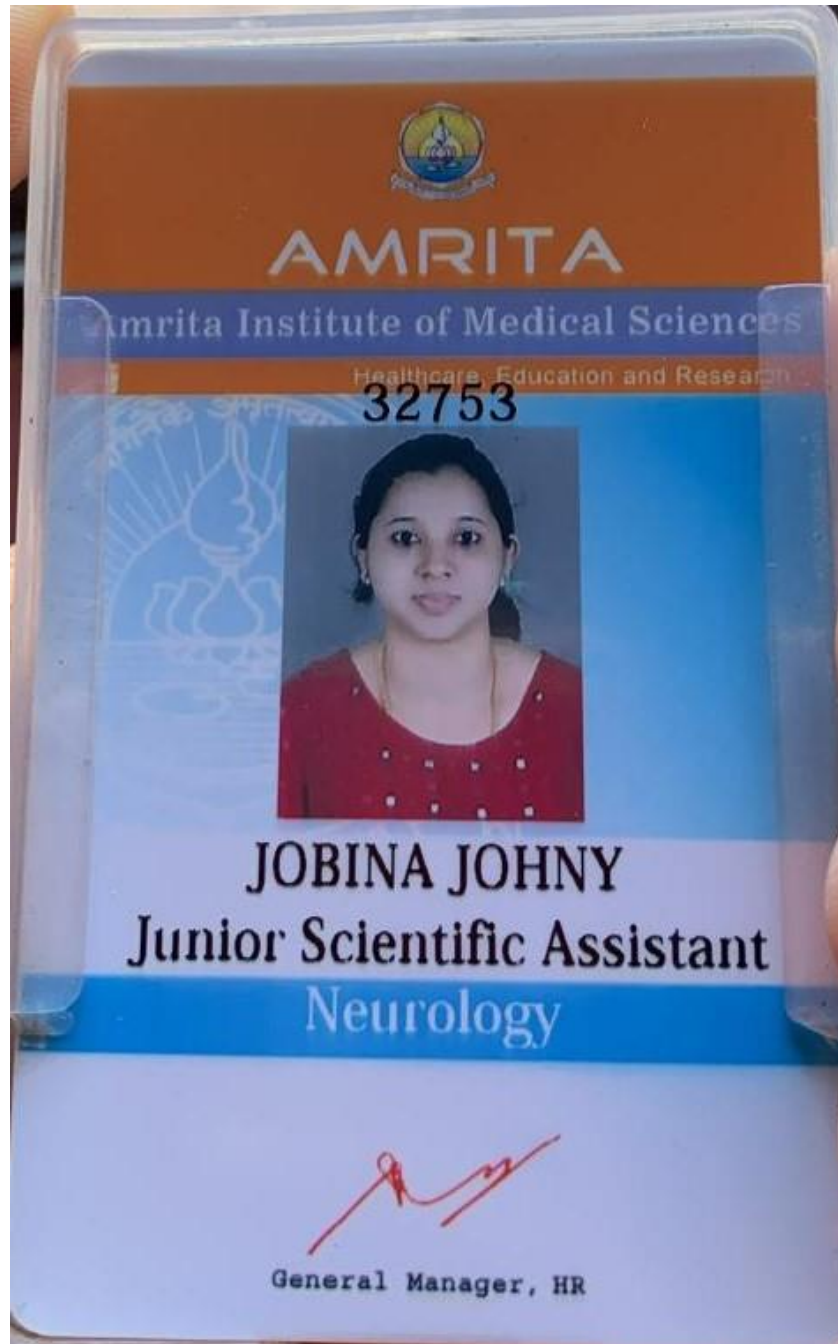 AMRITA
Amrita Institute of Medical Sciences
Healthcare, Education and Research
32753
JOBINA JOHNY
Junior Scientific Assistant
Neurology
General Manager, HR